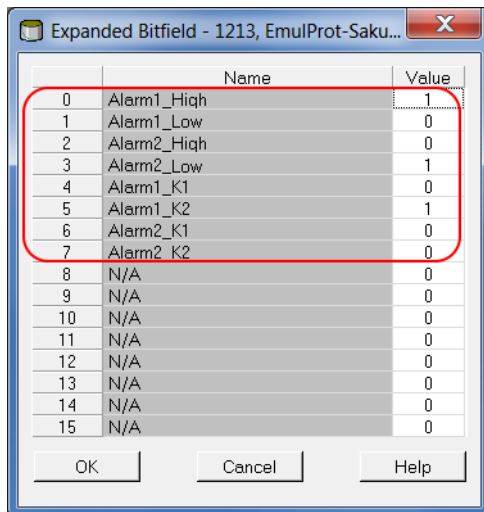 Expanded Bitfield - 1213, EmulProt-Saku...
Name Value
0 Alarm1_High 1
1 Alarm1_Low 0
2 Alarm2_High 0
3 Alarm2_Low 1
4 Alarm1_K1 0
5 Alarm1_K2 1
6 Alarm2_K1 0
7 Alarm2_K2 0
8 N/A 0
9 N/A 0
10 N/A 0
11 N/A 0
12 N/A 0
13 N/A 0
14 N/A 0
15 N/A 0
OK Cancel Help